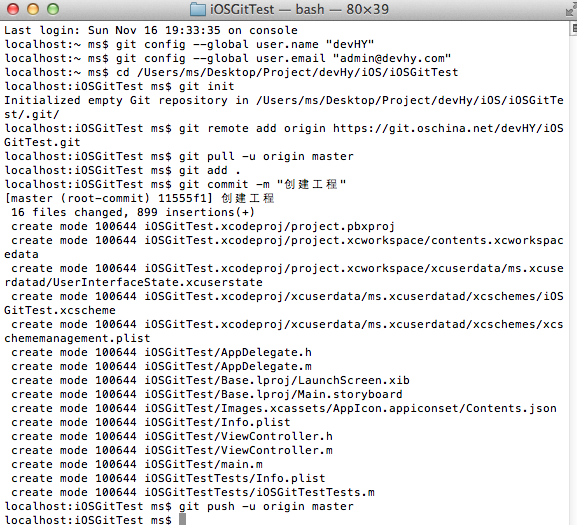 iOSGitTest — bash — 80×39
Last login: Sun Nov 16 19:33:35 on console
localhost:~ ms$ git config --global user.name "devHY"
localhost:~ ms$ git config --global user.email "admin@devhy.com"
localhost:~ ms$ cd /Users/ms/Desktop/Project/devHy/iOS/iOSGitTest
localhost:iOSGitTest ms$ git init
Initialized empty Git repository in /Users/ms/Desktop/Project/devHy/iOS/iOSGitTe
st/.git/
localhost:iOSGitTest ms$ git remote add origin https://git.oschina.net/devHY/iOS
GitTest.git
localhost:iOSGitTest ms$ git pull -u origin master
localhost:iOSGitTest ms$ git add .
localhost:iOSGitTest ms$ git commit -m "创建工程"
[master (root-commit) 11555f1] 创建工程
 16 files changed, 899 insertions(+)
 create mode 100644 iOSGitTest.xcodeproj/project.pbxproj
 create mode 100644 iOSGitTest.xcodeproj/project.xcworkspace/contents.xcworkspac
edata
 create mode 100644 iOSGitTest.xcodeproj/project.xcworkspace/xcuserdata/ms.xcuse
rdatad/UserInterfaceState.xcuserstate
 create mode 100644 iOSGitTest.xcodeproj/xcuserdata/ms.xcuserdatad/xcschemes/iOS
GitTest.xcscheme
 create mode 100644 iOSGitTest.xcodeproj/xcuserdata/ms.xcuserdatad/xcschemes/xcs
chememanagement.plist
 create mode 100644 iOSGitTest/AppDelegate.h
 create mode 100644 iOSGitTest/AppDelegate.m
 create mode 100644 iOSGitTest/Base.lproj/LaunchScreen.xib
 create mode 100644 iOSGitTest/Base.lproj/Main.storyboard
 create mode 100644 iOSGitTest/Images.xcassets/AppIcon.appiconset/Contents.json
 create mode 100644 iOSGitTest/Info.plist
 create mode 100644 iOSGitTest/ViewController.h
 create mode 100644 iOSGitTest/ViewController.m
 create mode 100644 iOSGitTest/main.m
 create mode 100644 iOSGitTestTests/Info.plist
 create mode 100644 iOSGitTestTests/iOSGitTestTests.m
localhost:iOSGitTest ms$ git push -u origin master
localhost:iOSGitTest ms$